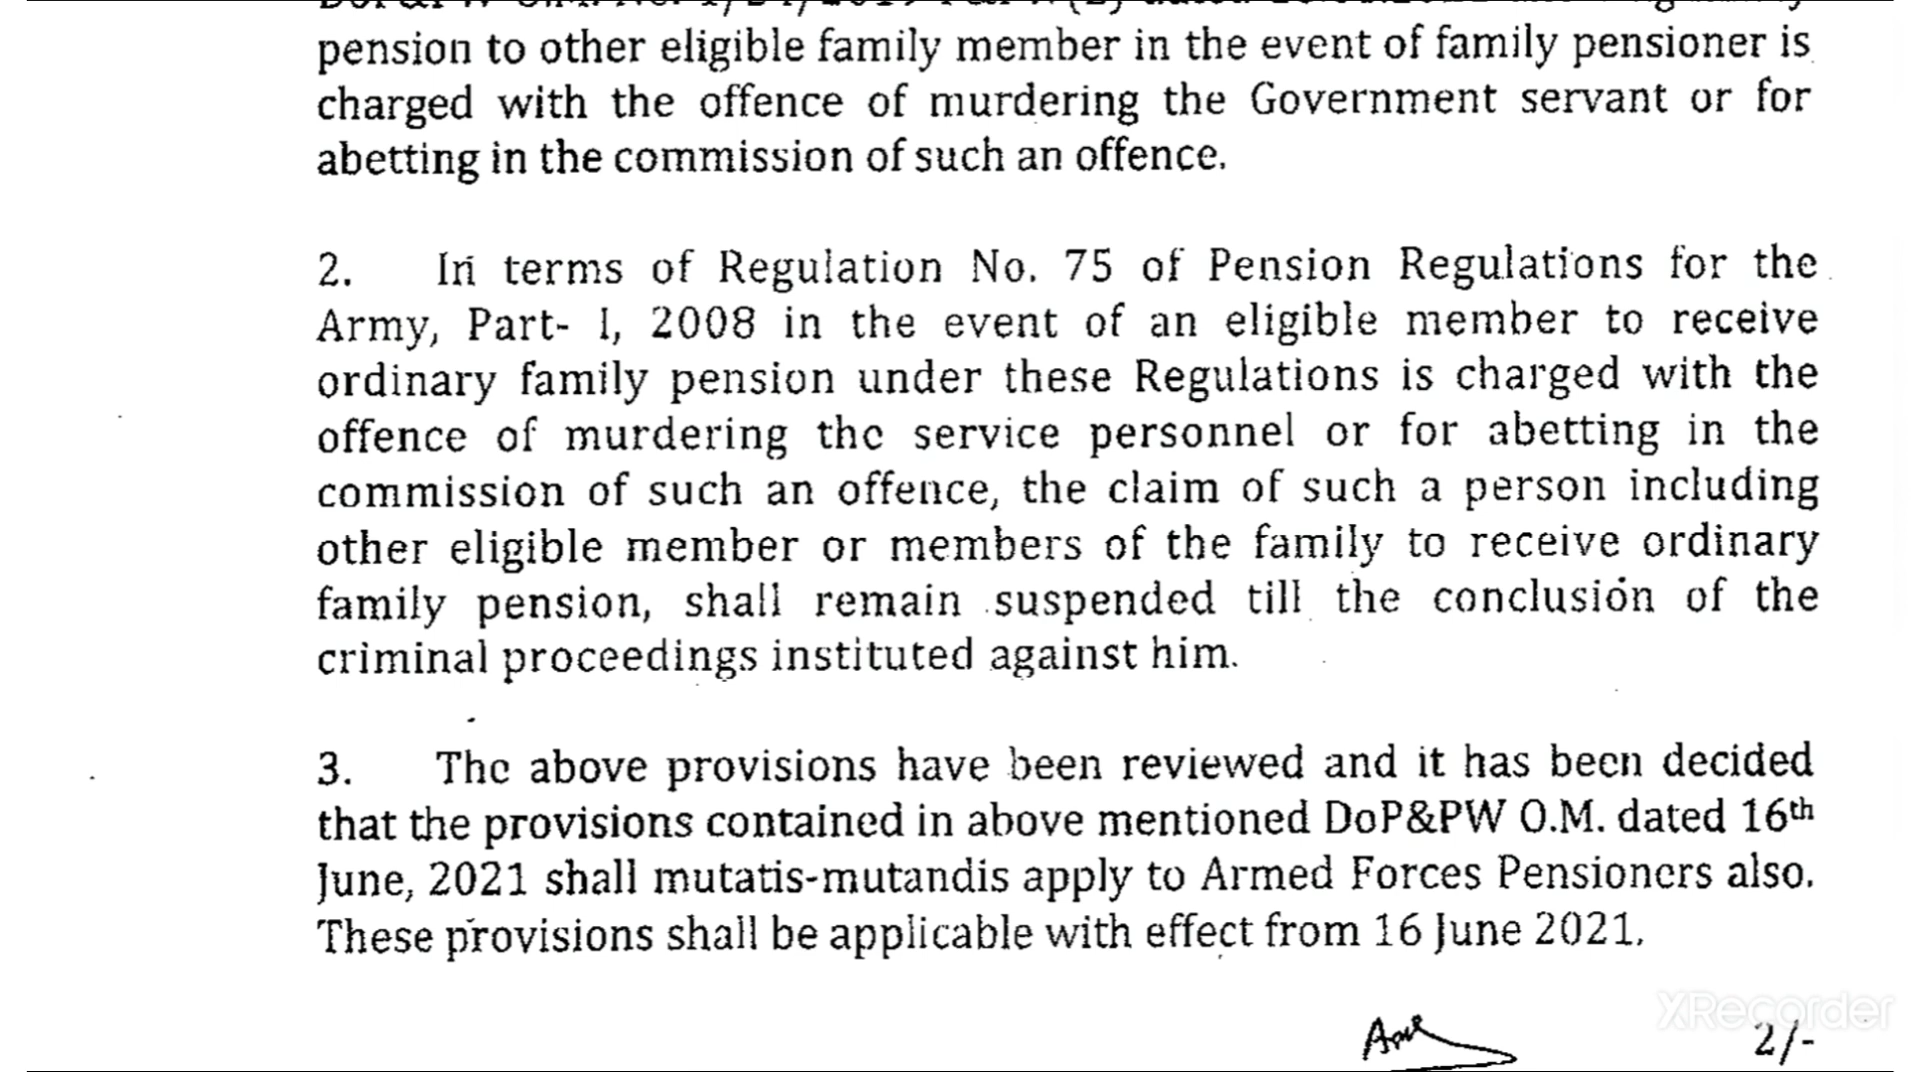 pension to other eligible family member in the event of family pensioner is
charged with the offence of murdering the Government servant or for
abetting in the commission of such an offence.
2. In terms of Regulation No. 75 of Pension Regulations for the
Army, Part- I, 2008 in the event of an eligible member to receive
ordinary family pension under these Regulations is charged with the
offence of murdering the service personnel or for abetting in the
commission of such an offence, the claim of such a person including
other eligible member or members of the family to receive ordinary
family pension, shall remain suspended till the conclusion of the
criminal proceedings instituted against him.
3. The above provisions have been reviewed and it has been decided
that the provisions contained in above mentioned DoP&PW O.M. dated 16th
June, 2021 shall mutatis-mutandis apply to Armed Forces Pensioners also.
These provisions shall be applicable with effect from 16 June 2021.
XRecorder
2/-